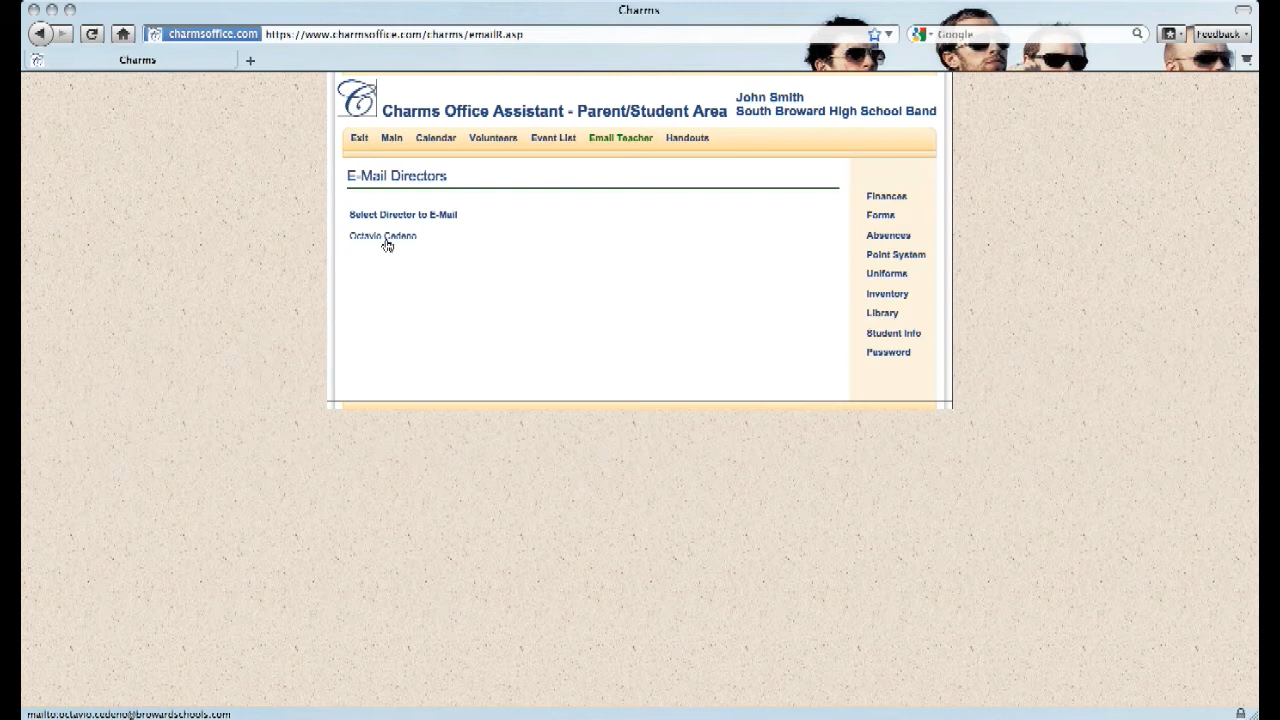 Charms
charmsoffice.com https://www.charmsoffice.com/charms/emailR.asp
Google
Feedback
Charms
Charms Office Assistant - Parent/Student Area
John Smith
South Broward High School Band
Exit Main Calendar Volunteers Event List Email Teacher Handouts
E-Mail Directors
Select Director to E-Mail
Octavio Cedeno
Finances
Forms
Absences
Point System
Uniforms
Inventory
Library
Student Info
Password
mailto:octavio.cedeno@browardschools.com